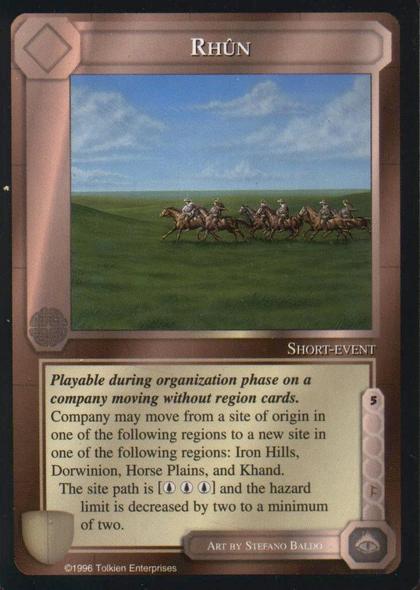 Rhûn
Short-event
Playable during organization phase on a
company moving without region cards.
Company may move from a site of origin in
one of the following regions to a new site in
one of the following regions: Iron Hills,
Dorwinion, Horse Plains, and Khand.
The site path is [ ] and the hazard
limit is decreased by two to a minimum
of two.
5
Art by Stefano Baldo
©1996 Tolkien Enterprises